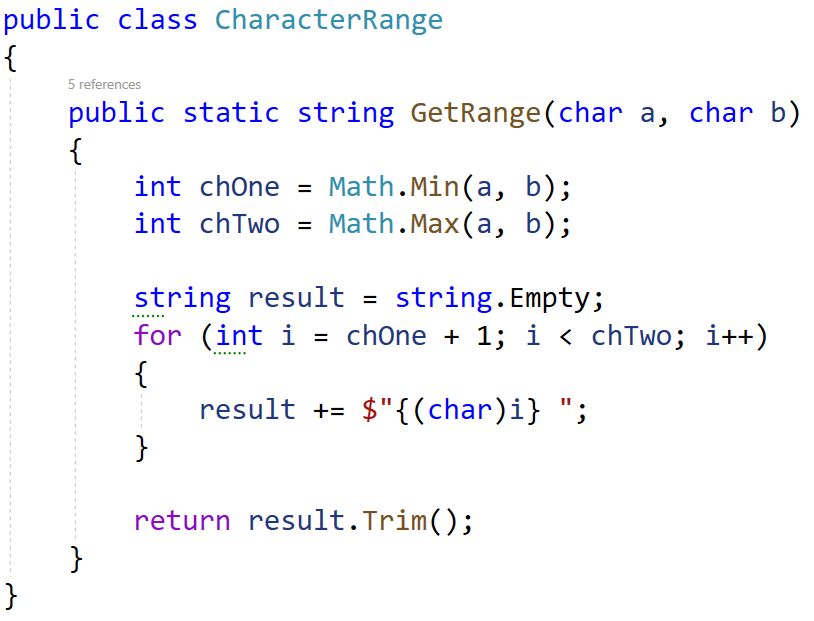 public class CharacterRange
{
5 references
public static string GetRange(char a, char b)
{
int chOne = Math.Min(a, b);
int chTwo = Math.Max(a, b);
string result = string.Empty;
for (int i = chOne + 1; i < chTwo; i++)
{
result += $"{(char)i} ";
}
return result.Trim();
}
}